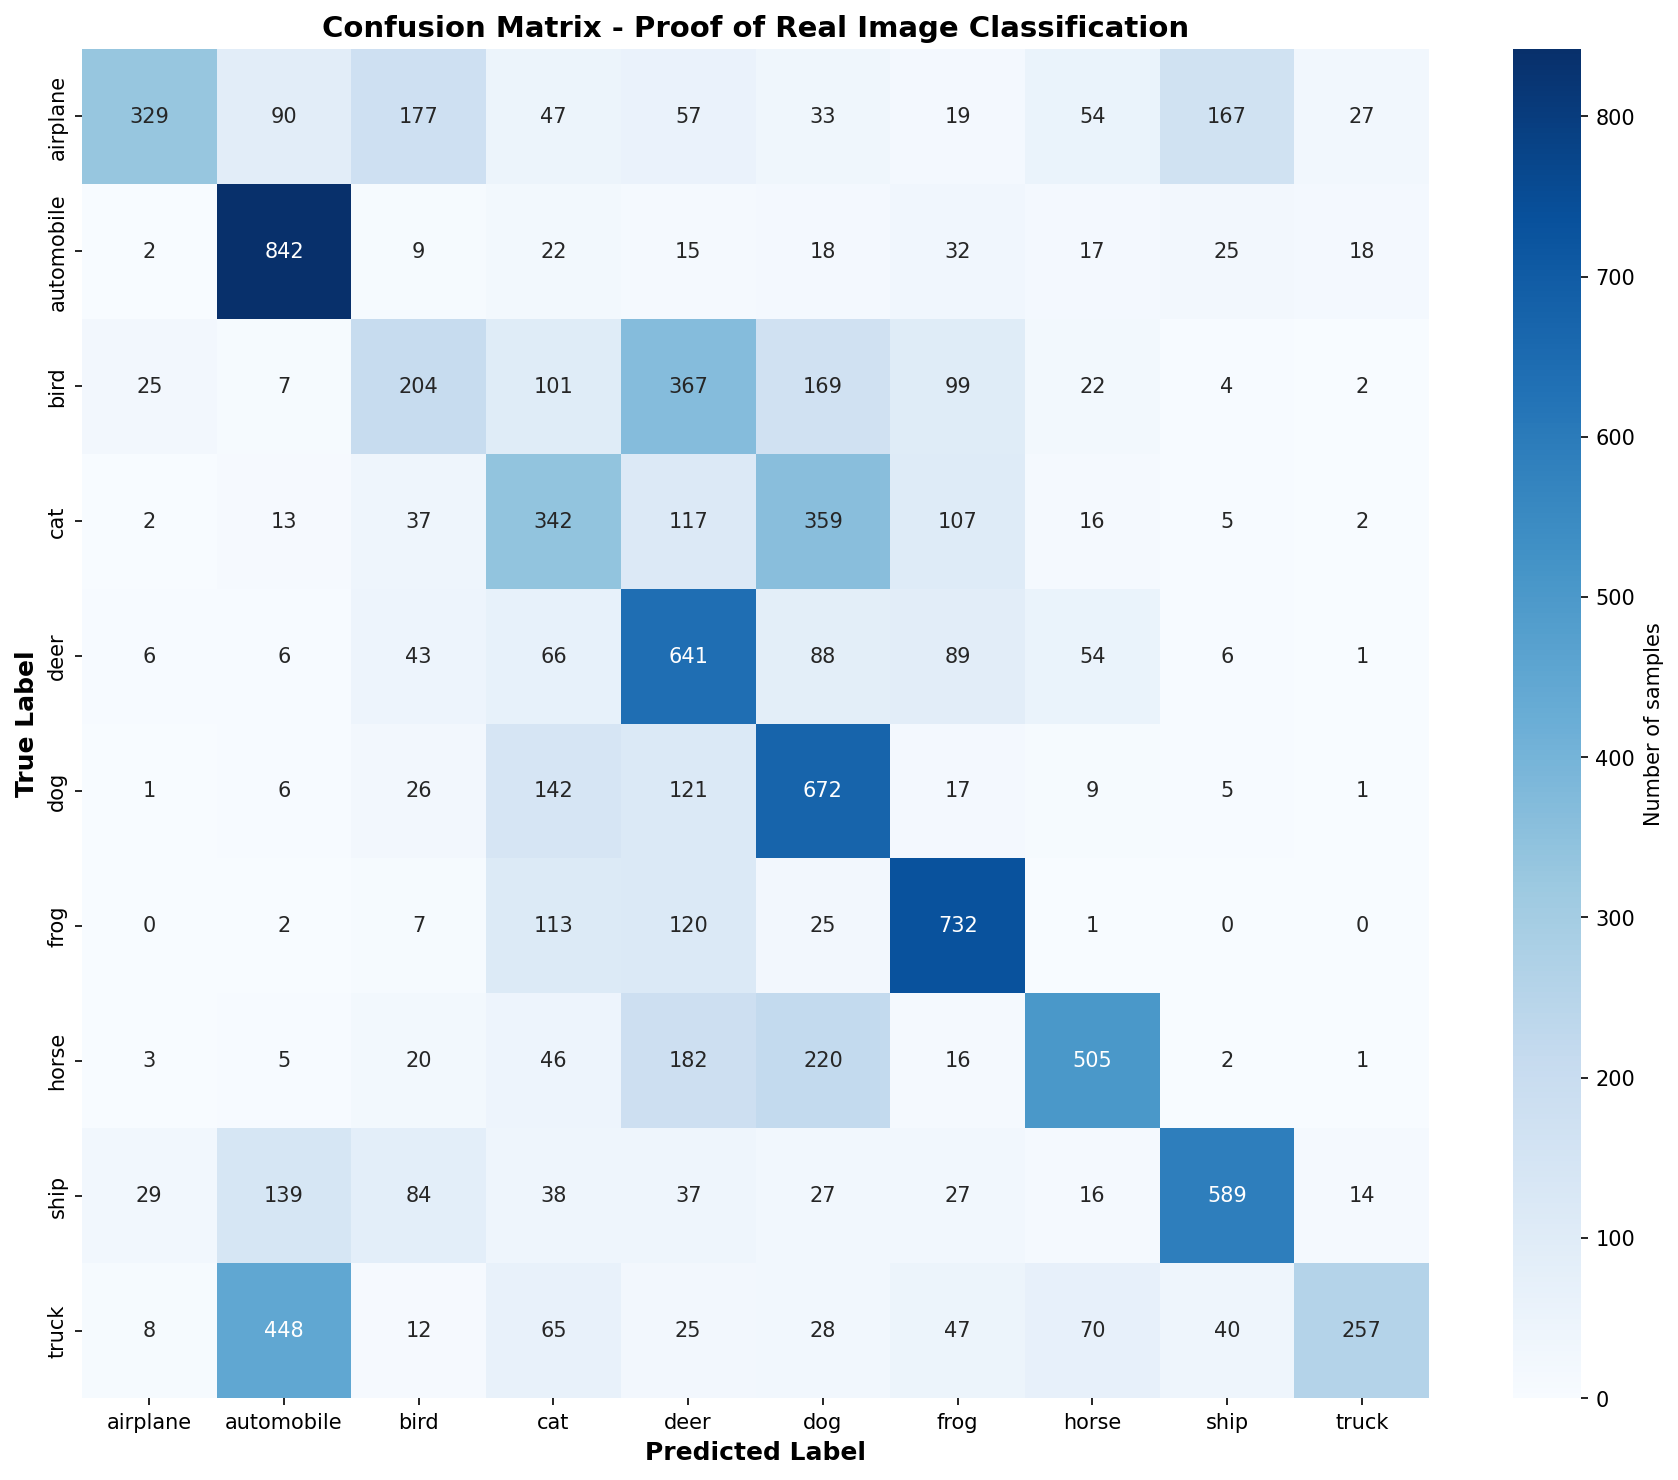 Confusion Matrix - Proof of Real Image Classification
True Label
airplane 329 90 177 47 57 33 19 54 167 27
automobile 2 842 9 22 15 18 32 17 25 18
bird 25 7 204 101 367 169 99 22 4 2
cat 2 13 37 342 117 359 107 16 5 2
deer 6 6 43 66 641 88 89 54 6 1
dog 1 6 26 142 121 672 17 9 5 1
frog 0 2 7 113 120 25 732 1 0 0
horse 3 5 20 46 182 220 16 505 2 1
ship 29 139 84 38 37 27 27 16 589 14
truck 8 448 12 65 25 28 47 70 40 257
airplane automobile bird cat deer dog frog horse ship truck
Predicted Label
800
700
600
500
400
300
200
100
0
Number of samples